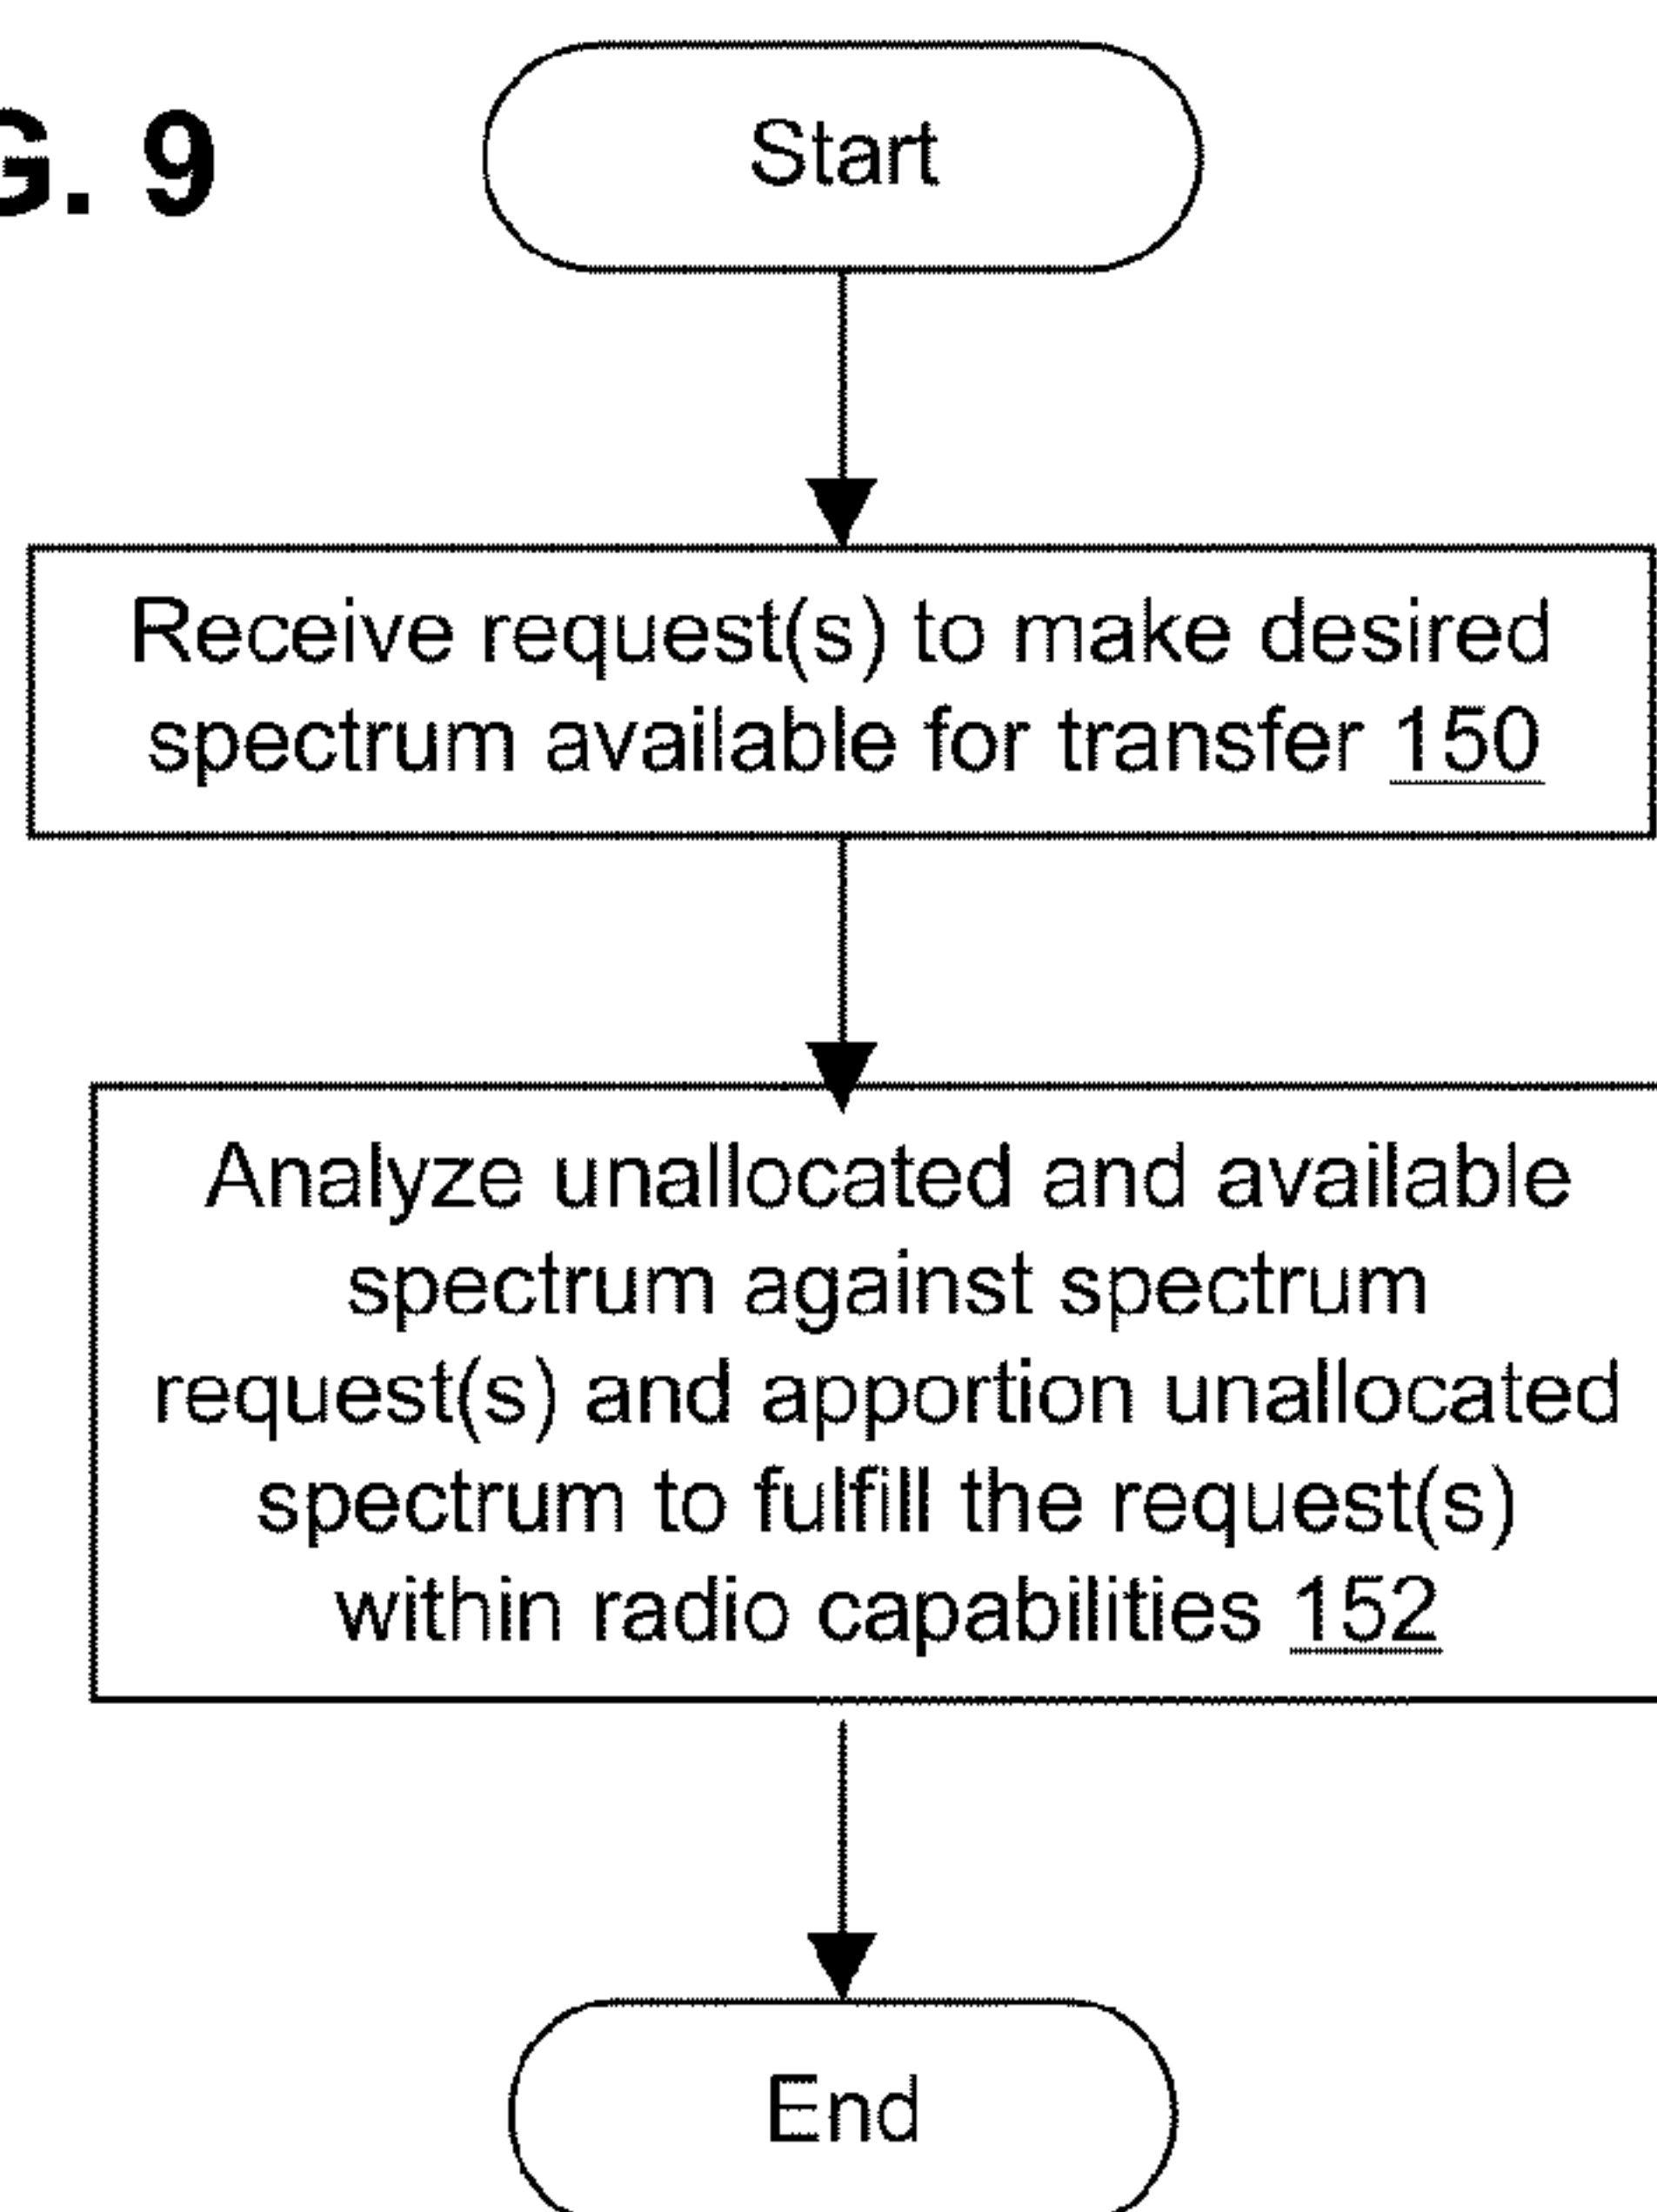 G. 9
Start
Receive request(s) to make desired
spectrum available for transfer 150
Analyze unallocated and available
spectrum against spectrum
request(s) and apportion unallocated
spectrum to fulfill the request(s)
within radio capabilities 152
End